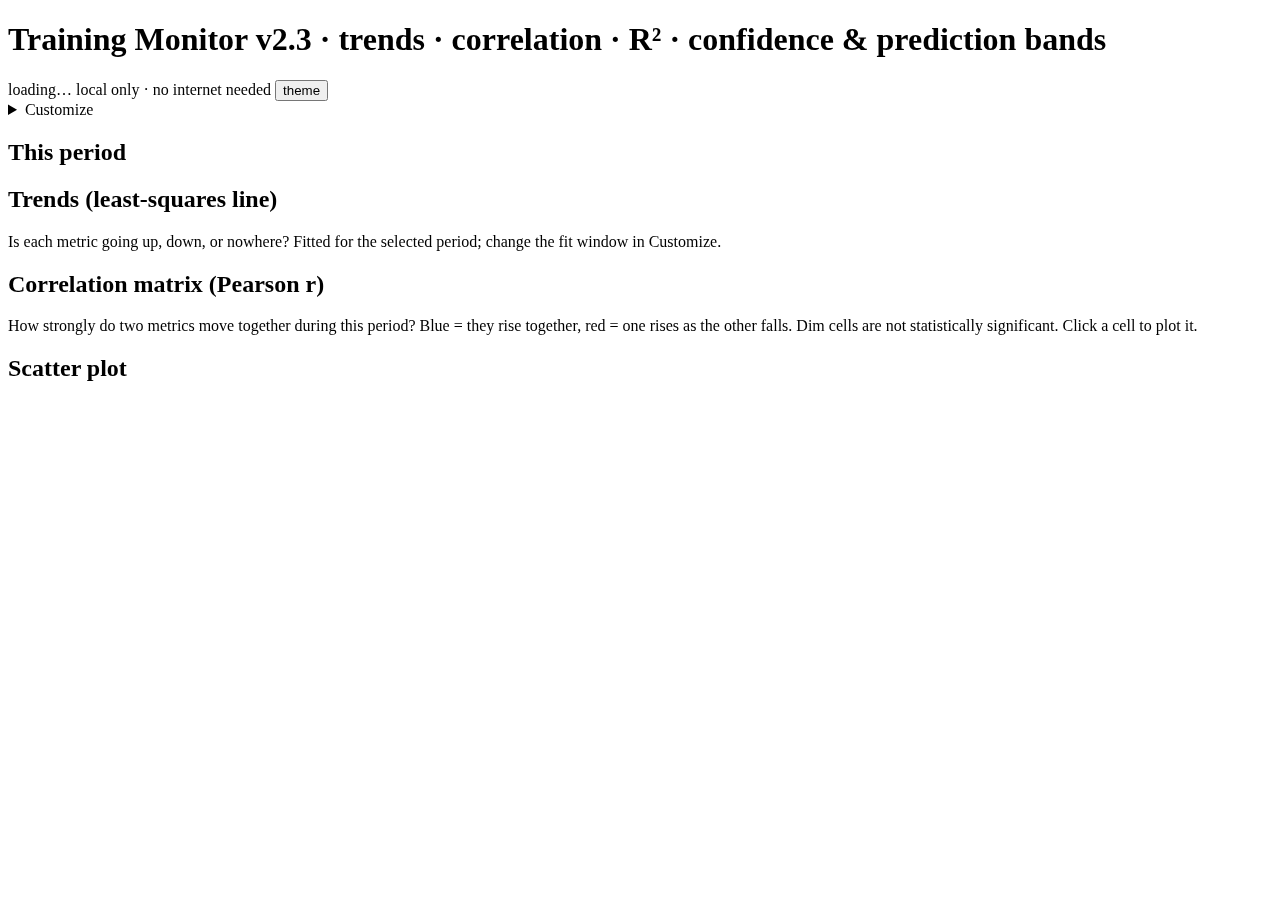 Training Monitor v2.3 · trends · correlation · R² · confidence & prediction bands
loading… local only · no internet needed theme
Customize
This period
Trends (least-squares line)
Is each metric going up, down, or nowhere? Fitted for the selected period; change the fit window in Customize.
Correlation matrix (Pearson r)
How strongly do two metrics move together during this period? Blue = they rise together, red = one rises as the other falls. Dim cells are not statistically significant. Click a cell to plot it.
Scatter plot